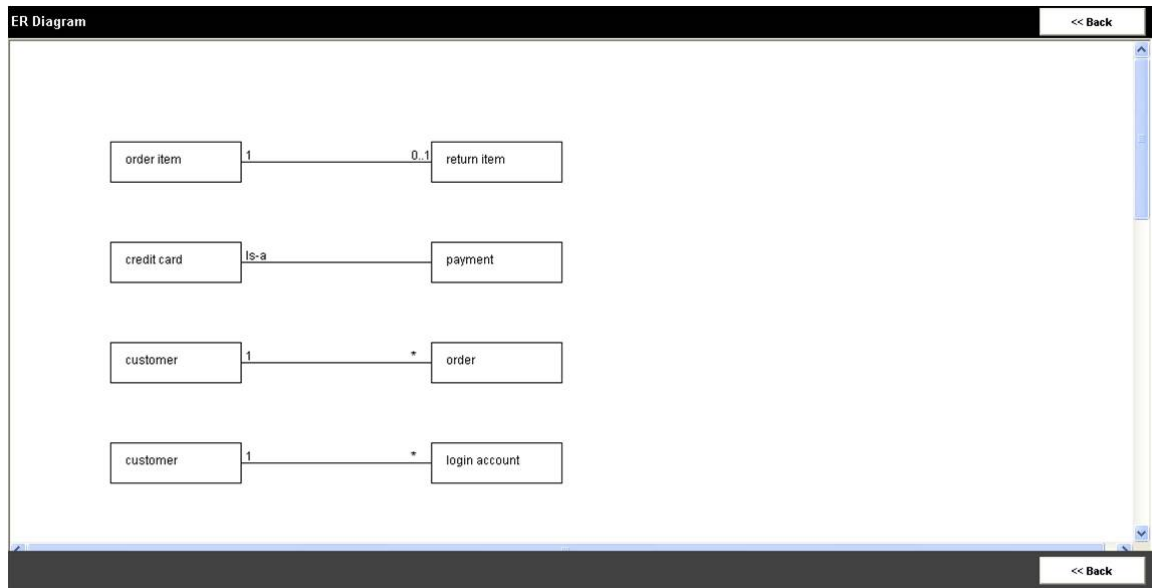 ER Diagram << Back
order item 1 0..1 return item
credit card Is-a payment
customer 1 * order
customer 1 * login account
<< Back